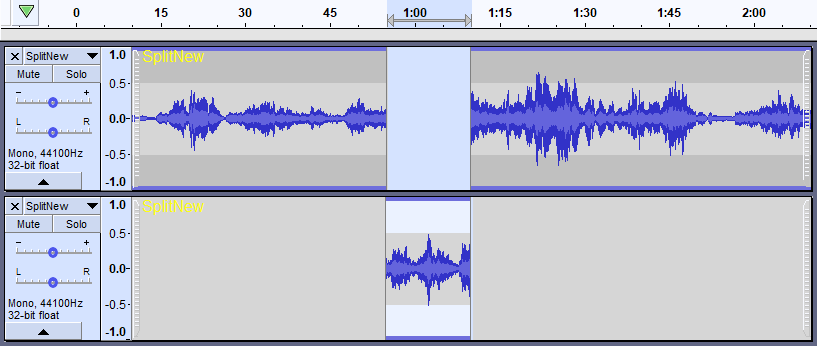 0 15 30 45 1:00 1:15 1:30 1:45 2:00
× SplitNew ▼
Mute Solo
- +
L R
Mono, 44100Hz
32-bit float
▲
1.0
0.5
0.0
-0.5
-1.0
SplitNew
× SplitNew ▼
Mute Solo
- +
L R
Mono, 44100Hz
32-bit float
▲
1.0
0.5
0.0
-0.5
-1.0
SplitNew